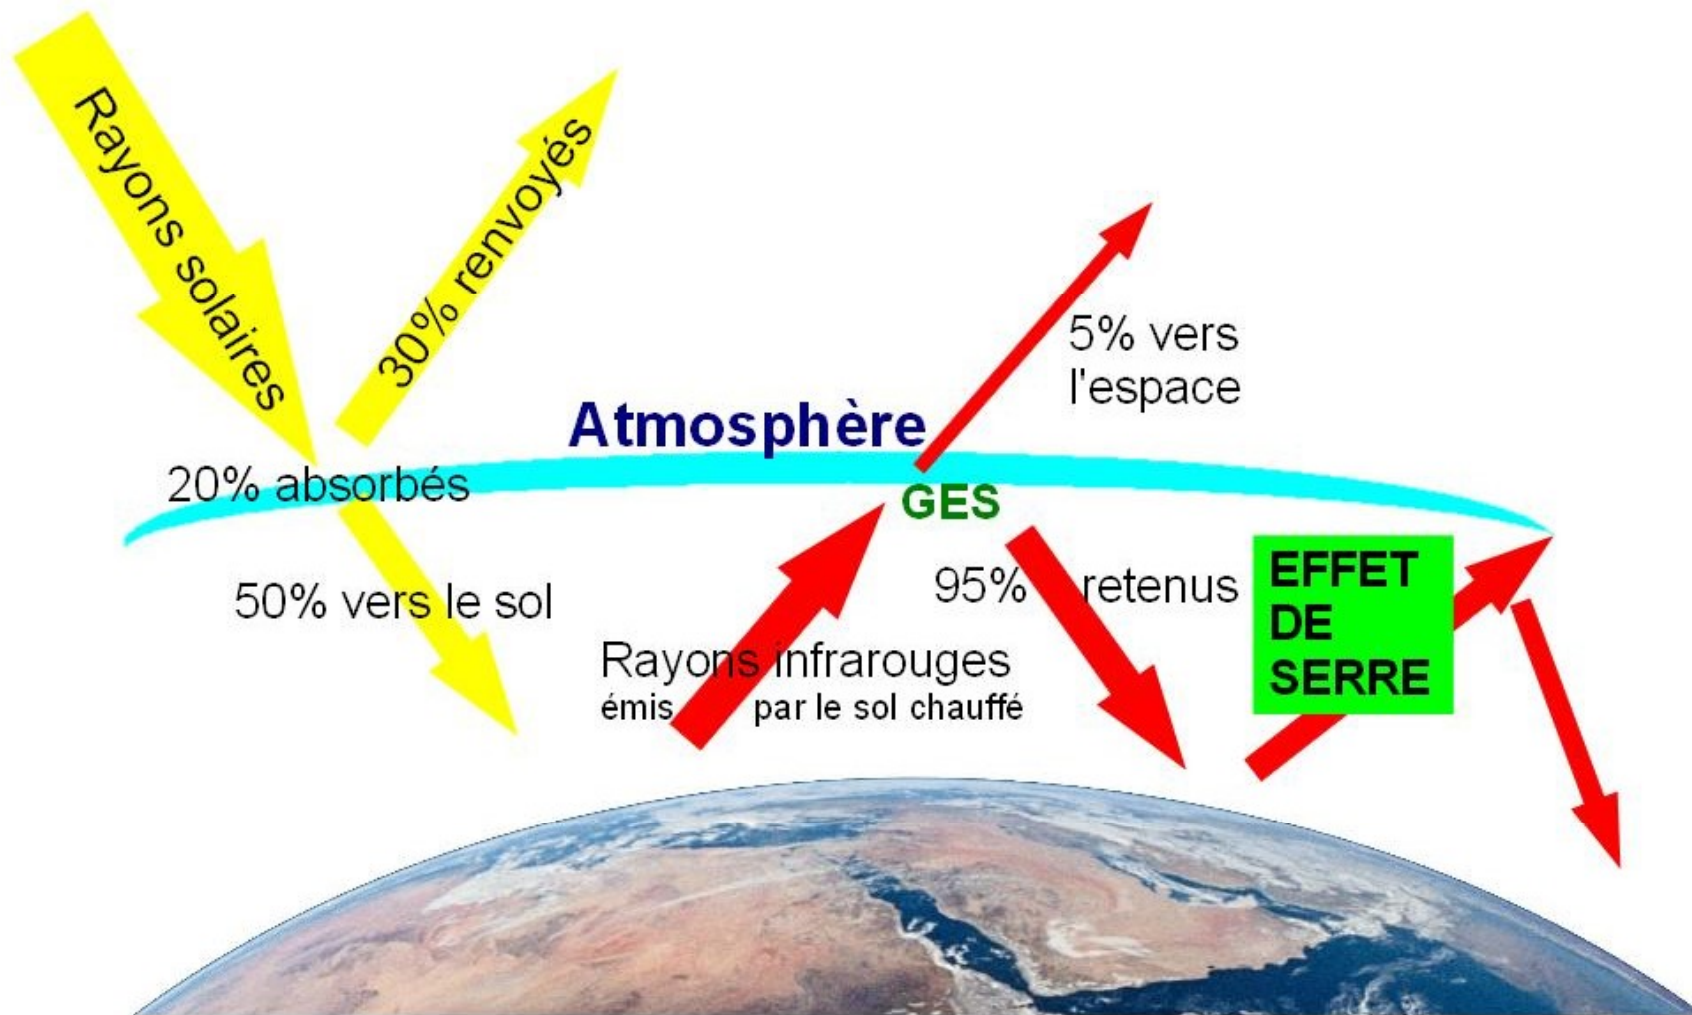 Rayons solaires
30% renvoyés
20% absorbés
50% vers le sol
Atmosphère
GES
5% vers
l'espace
95% retenus
Rayons infrarouges
émis par le sol chauffé
EFFET
DE
SERRE